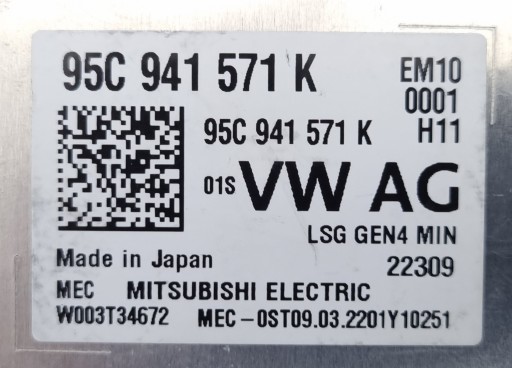 95C 941 571 K
EM10
0001
95C 941 571 K H11
01S VW AG
LSG GEN4 MIN
Made in Japan 22309
MEC MITSUBISHI ELECTRIC
W003T34672 MEC-0ST09.03.2201Y10251